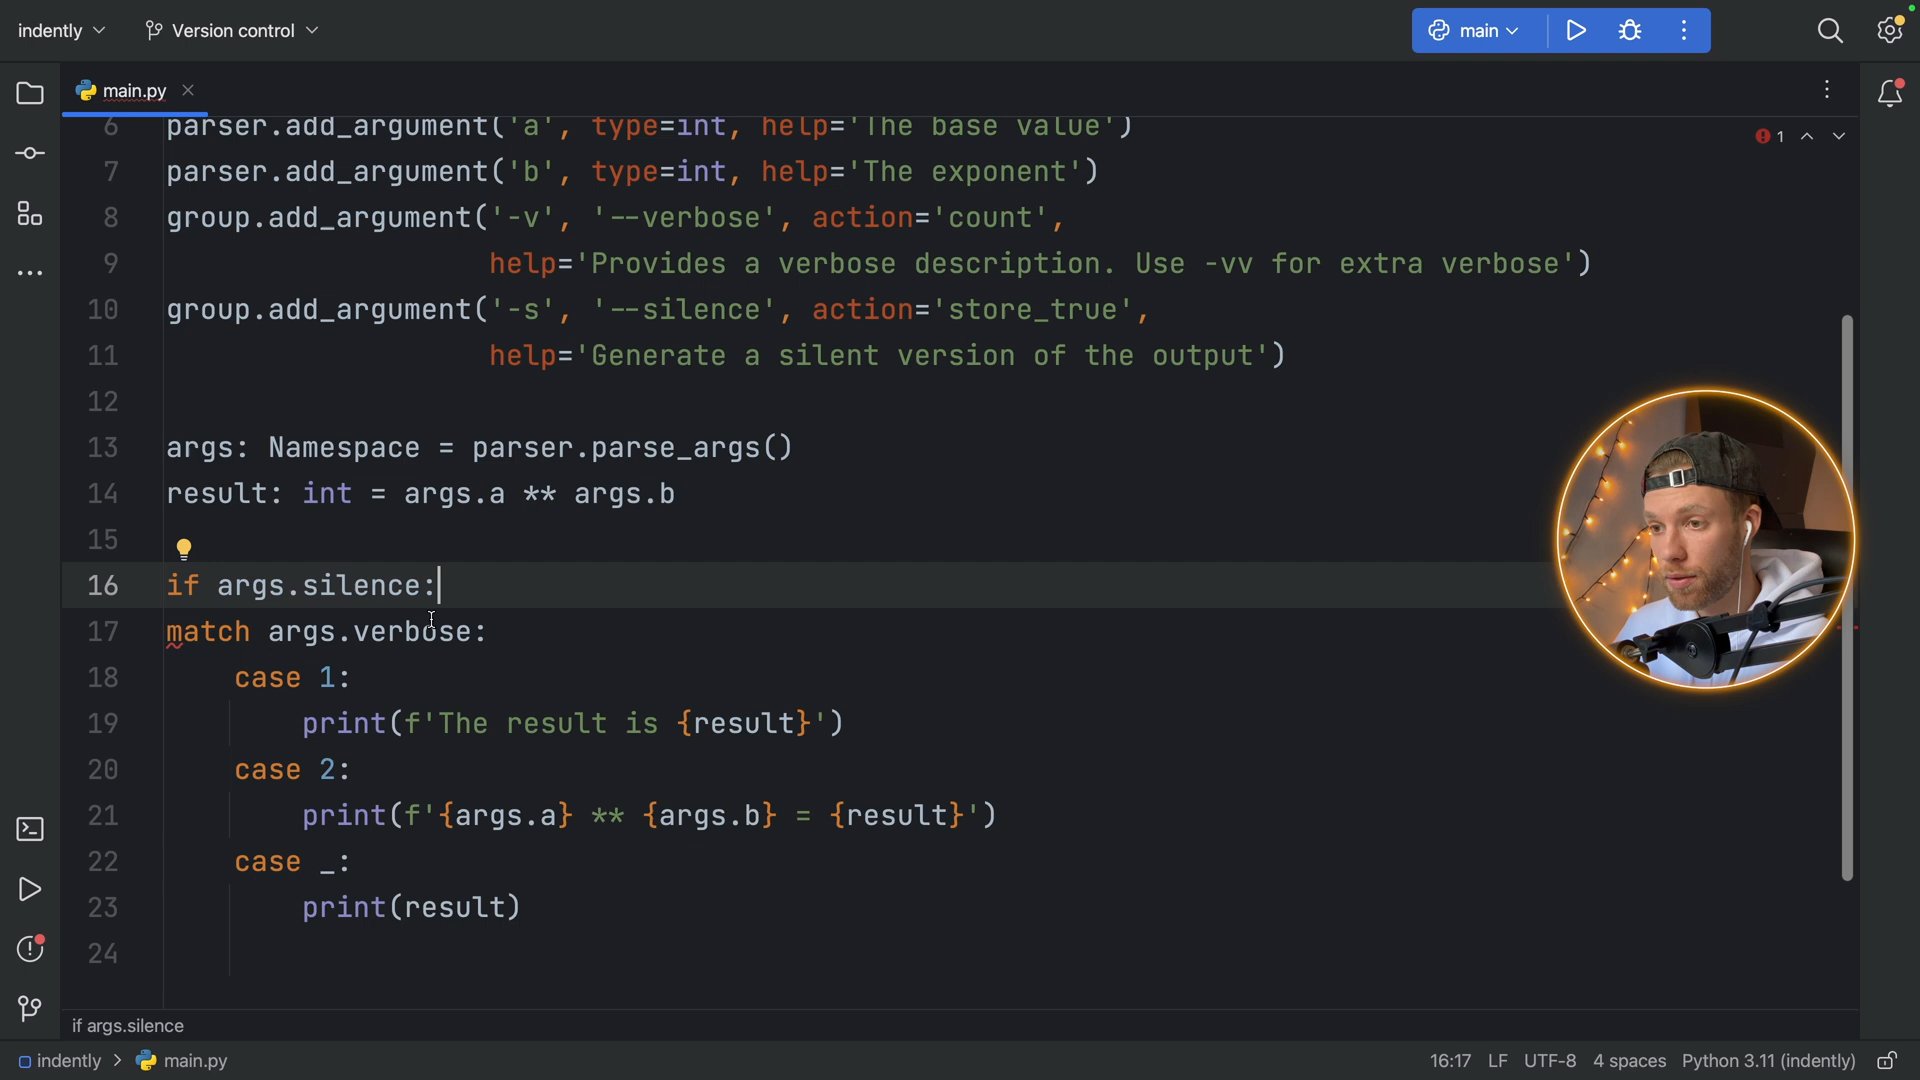 indently
Version control
main
main.py
6 parser.add_argument('a', type=int, help='The base value')
1
7 parser.add_argument('b', type=int, help='The exponent')
8 group.add_argument('-v', '--verbose', action='count',
9 help='Provides a verbose description. Use -vv for extra verbose')
10 group.add_argument('-s', '--silence', action='store_true',
11 help='Generate a silent version of the output')
12
13 args: Namespace = parser.parse_args()
14 result: int = args.a ** args.b
15
16 if args.silence:
17 match args.verbose:
18 case 1:
19 print(f'The result is {result}')
20 case 2:
21 print(f'{args.a} ** {args.b} = {result}')
22 case _:
23 print(result)
24
if args.silence
indently > main.py
16:17 LF UTF-8 4 spaces Python 3.11 (indently)